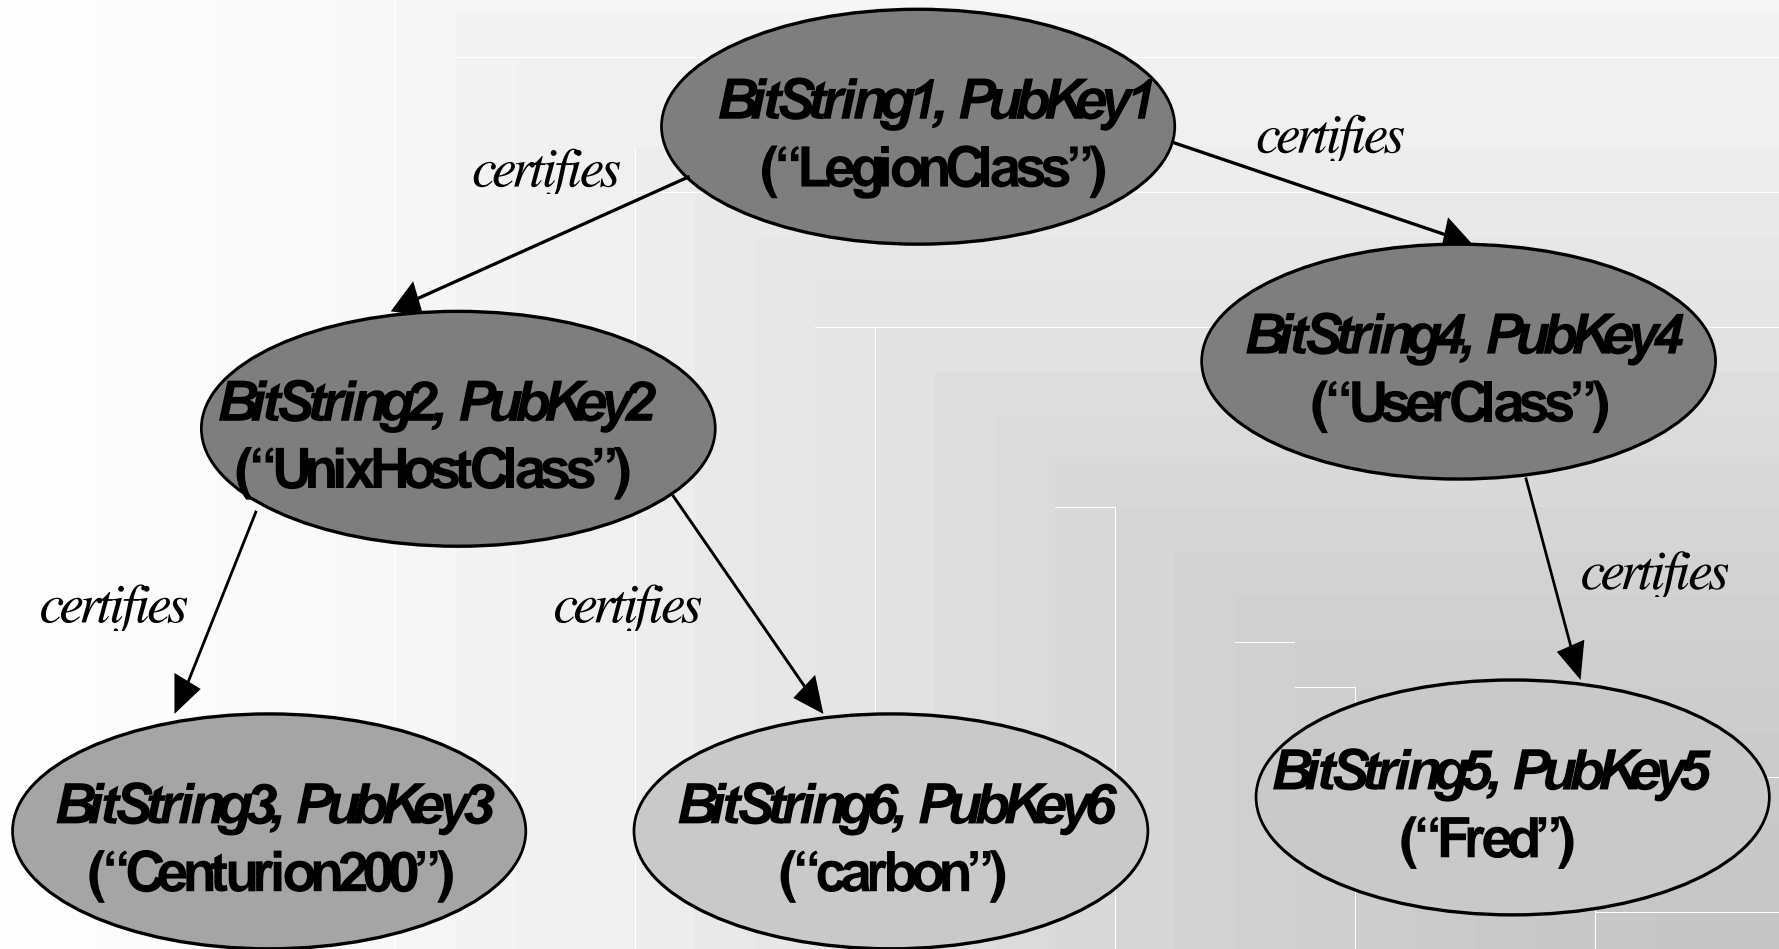 BitString1, PubKey1
(“LegionClass”)
certifies
certifies
BitString4, PubKey4
(“UserClass”)
BitString2, PubKey2
(“UnixHostClass”)
certifies
certifies
certifies
BitString3, PubKey3
(“Centurion200”)
BitString6, PubKey6
(“carbon”)
BitString5, PubKey5
(“Fred”)